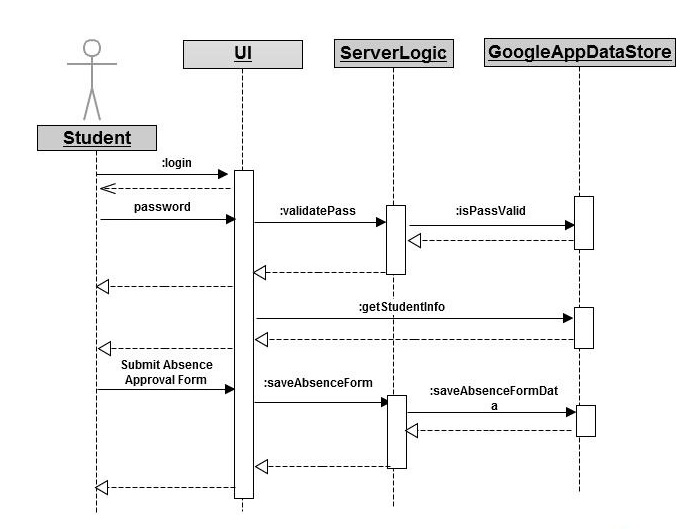 UI
ServerLogic
GoogleAppDataStore
Student
:login
password
:validatePass
:isPassValid
:getStudentInfo
Submit Absence
Approval Form
:saveAbsenceForm
:saveAbsenceFormDat
a